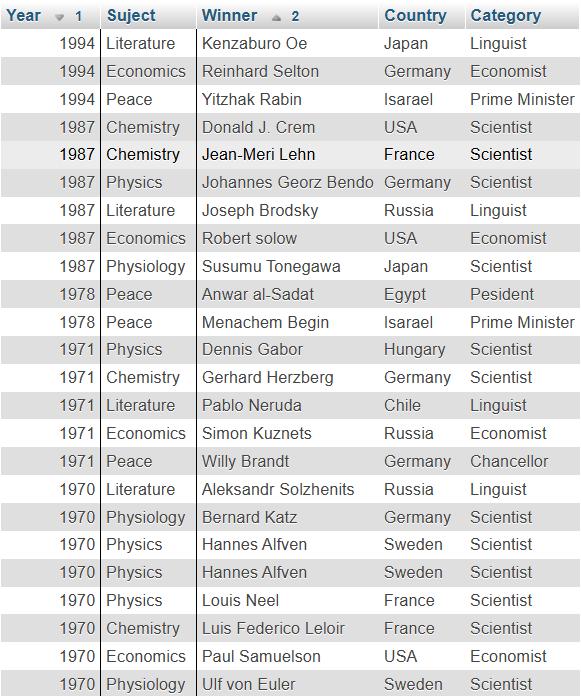 Year 1 Suject Winner 2 Country Category
1994 Literature Kenzaburo Oe Japan Linguist
1994 Economics Reinhard Selton Germany Economist
1994 Peace Yitzhak Rabin Isarael Prime Minister
1987 Chemistry Donald J. Crem USA Scientist
1987 Chemistry Jean-Meri Lehn France Scientist
1987 Physics Johannes Georz Bendo Germany Scientist
1987 Literature Joseph Brodsky Russia Linguist
1987 Economics Robert solow USA Economist
1987 Physiology Susumu Tonegawa Japan Scientist
1978 Peace Anwar al-Sadat Egypt Pesident
1978 Peace Menachem Begin Isarael Prime Minister
1971 Physics Dennis Gabor Hungary Scientist
1971 Chemistry Gerhard Herzberg Germany Scientist
1971 Literature Pablo Neruda Chile Linguist
1971 Economics Simon Kuznets Russia Economist
1971 Peace Willy Brandt Germany Chancellor
1970 Literature Aleksandr Solzhenits Russia Linguist
1970 Physiology Bernard Katz Germany Scientist
1970 Physics Hannes Alfven Sweden Scientist
1970 Physics Hannes Alfven Sweden Scientist
1970 Physics Louis Neel France Scientist
1970 Chemistry Luis Federico Leloir France Scientist
1970 Economics Paul Samuelson USA Economist
1970 Physiology Ulf von Euler Sweden Scientist